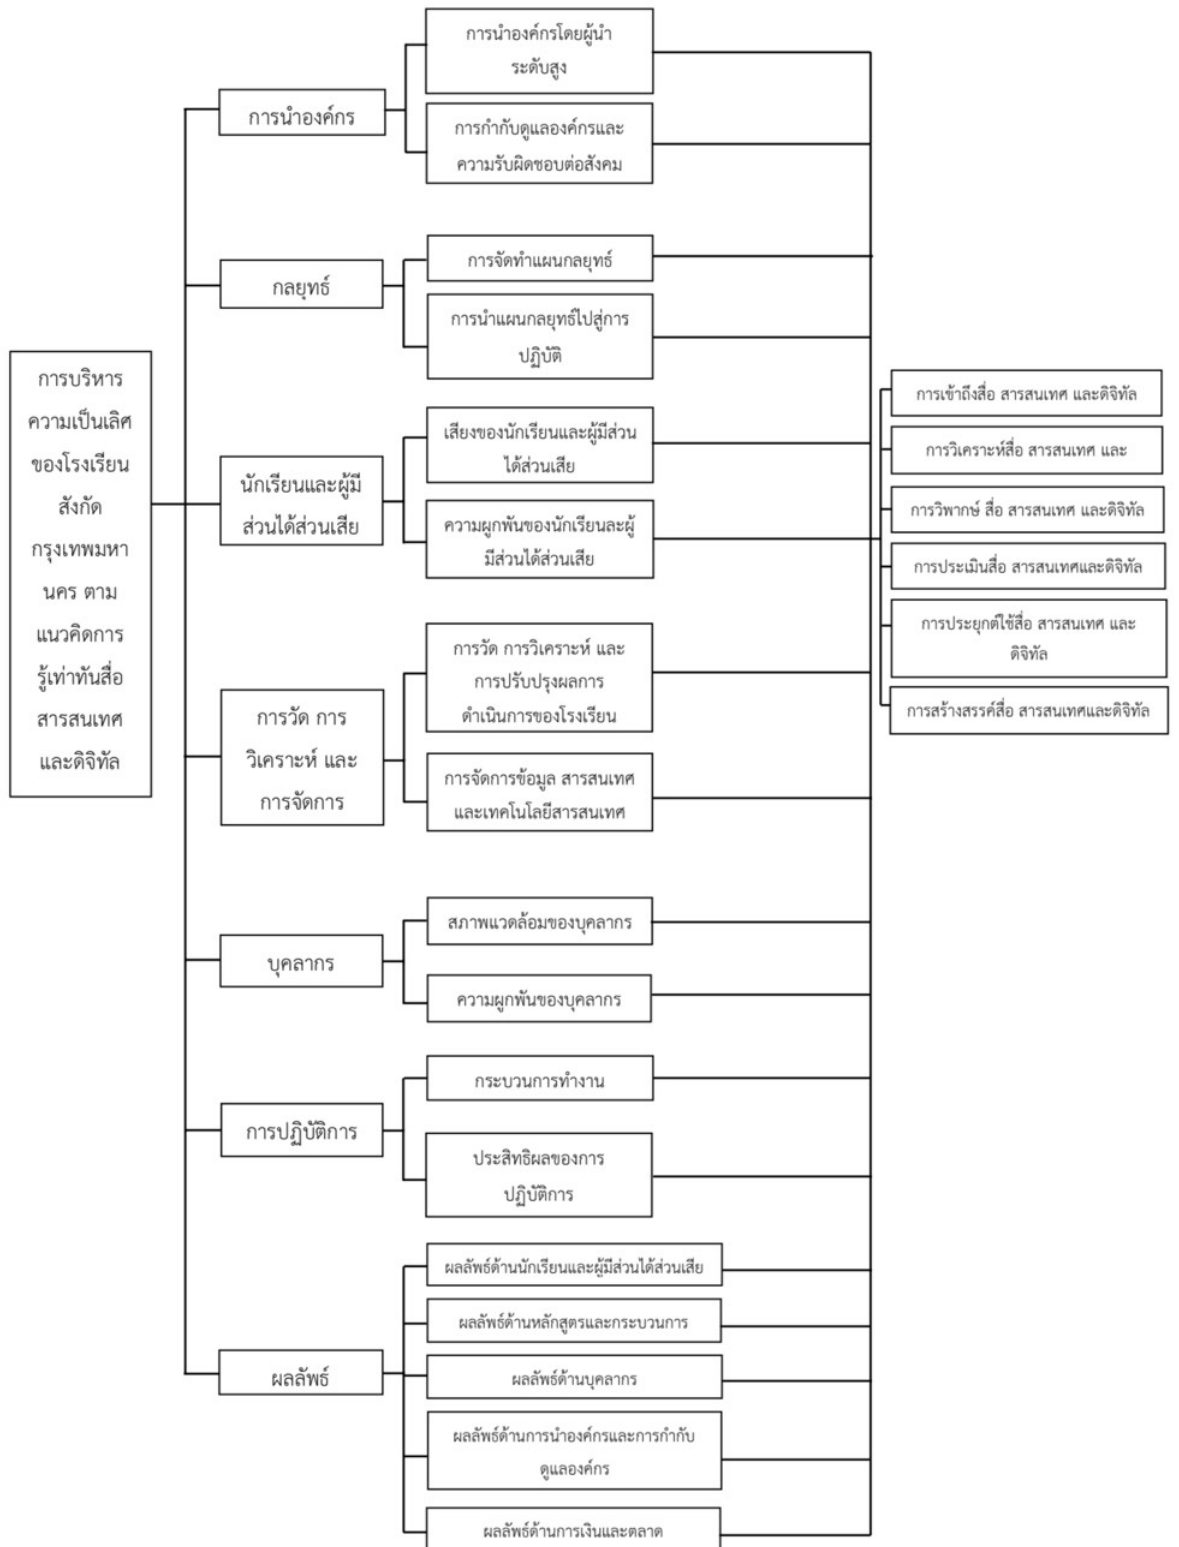 การบริหาร
ความเป็นเลิศ
ของโรงเรียน
สังกัด
กรุงเทพมหา
นคร ตาม
แนวคิดการ
รู้เท่าทันสื่อ
สารสนเทศ
และดิจิทัล
การนำองค์กร
การนำองค์กรโดยผู้นำ
ระดับสูง
การกำกับดูแลองค์กรและ
ความรับผิดชอบต่อสังคม
กลยุทธ์
การจัดทำแผนกลยุทธ์
การนำแผนกลยุทธ์ไปสู่การ
ปฏิบัติ
นักเรียนและผู้มี
ส่วนได้ส่วนเสีย
เสียงของนักเรียนและผู้มีส่วน
ได้ส่วนเสีย
ความผูกพันของนักเรียนละผู้
มีส่วนได้ส่วนเสีย
การวัด การ
วิเคราะห์ และ
การจัดการ
การวัด การวิเคราะห์ และ
การปรับปรุงผลการ
ดำเนินการของโรงเรียน
การจัดการข้อมูล สารสนเทศ
และเทคโนโลยีสารสนเทศ
บุคลากร
สภาพแวดล้อมของบุคลากร
ความผูกพันของบุคลากร
การปฏิบัติการ
กระบวนการทำงาน
ประสิทธิผลของการ
ปฏิบัติการ
ผลลัพธ์
ผลลัพธ์ด้านนักเรียนและผู้มีส่วนได้ส่วนเสีย
ผลลัพธ์ด้านหลักสูตรและกระบวนการ
ผลลัพธ์ด้านบุคลากร
ผลลัพธ์ด้านการนำองค์กรและการกำกับ
ดูแลองค์กร
ผลลัพธ์ด้านการเงินและตลาด
การเข้าถึงสื่อ สารสนเทศ และดิจิทัล
การวิเคราะห์สื่อ สารสนเทศ และ
การวิพากษ์ สื่อ สารสนเทศ และดิจิทัล
การประเมินสื่อ สารสนเทศและดิจิทัล
การประยุกต์ใช้สื่อ สารสนเทศ และ
ดิจิทัล
การสร้างสรรค์สื่อ สารสนเทศและดิจิทัล